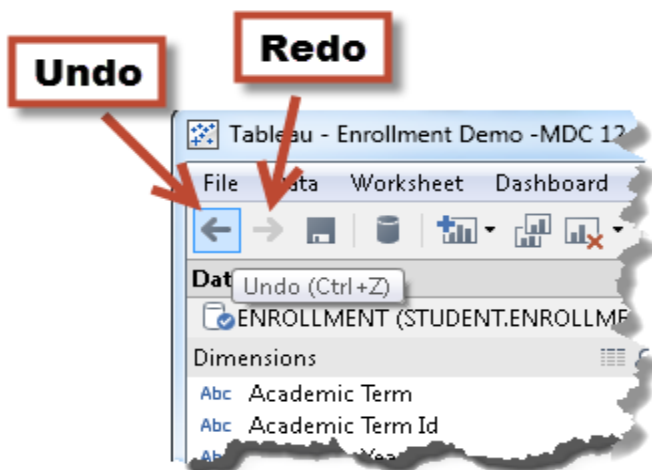 Undo
Redo
Tableau - Enrollment Demo -MDC 12
File Data Worksheet Dashboard
Undo (Ctrl+Z)
ENROLLMENT (STUDENT.ENROLLME
Dimensions
Abc Academic Term
Abc Academic Term Id